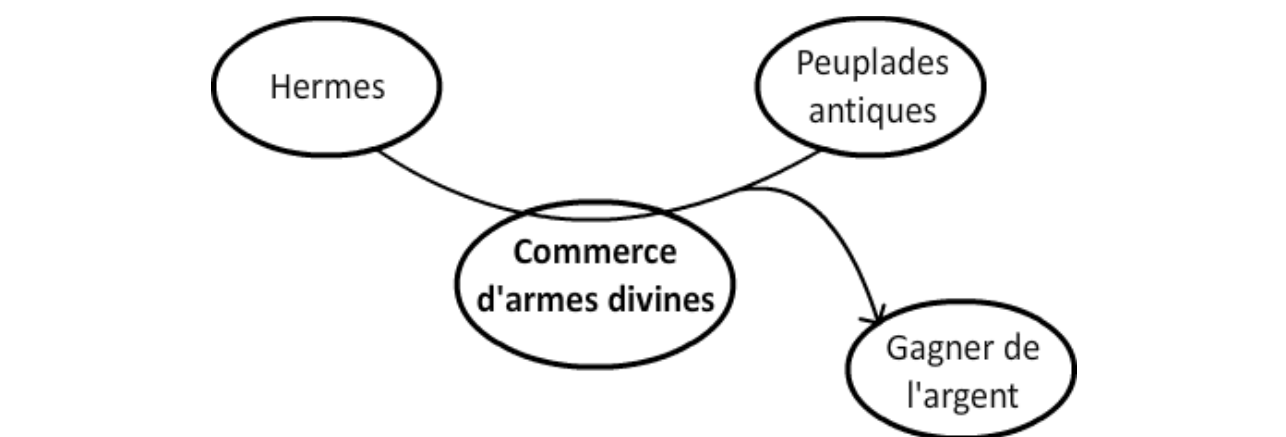 Hermes
Peuplades
antiques
Commerce
d'armes divines
Gagner de
l'argent